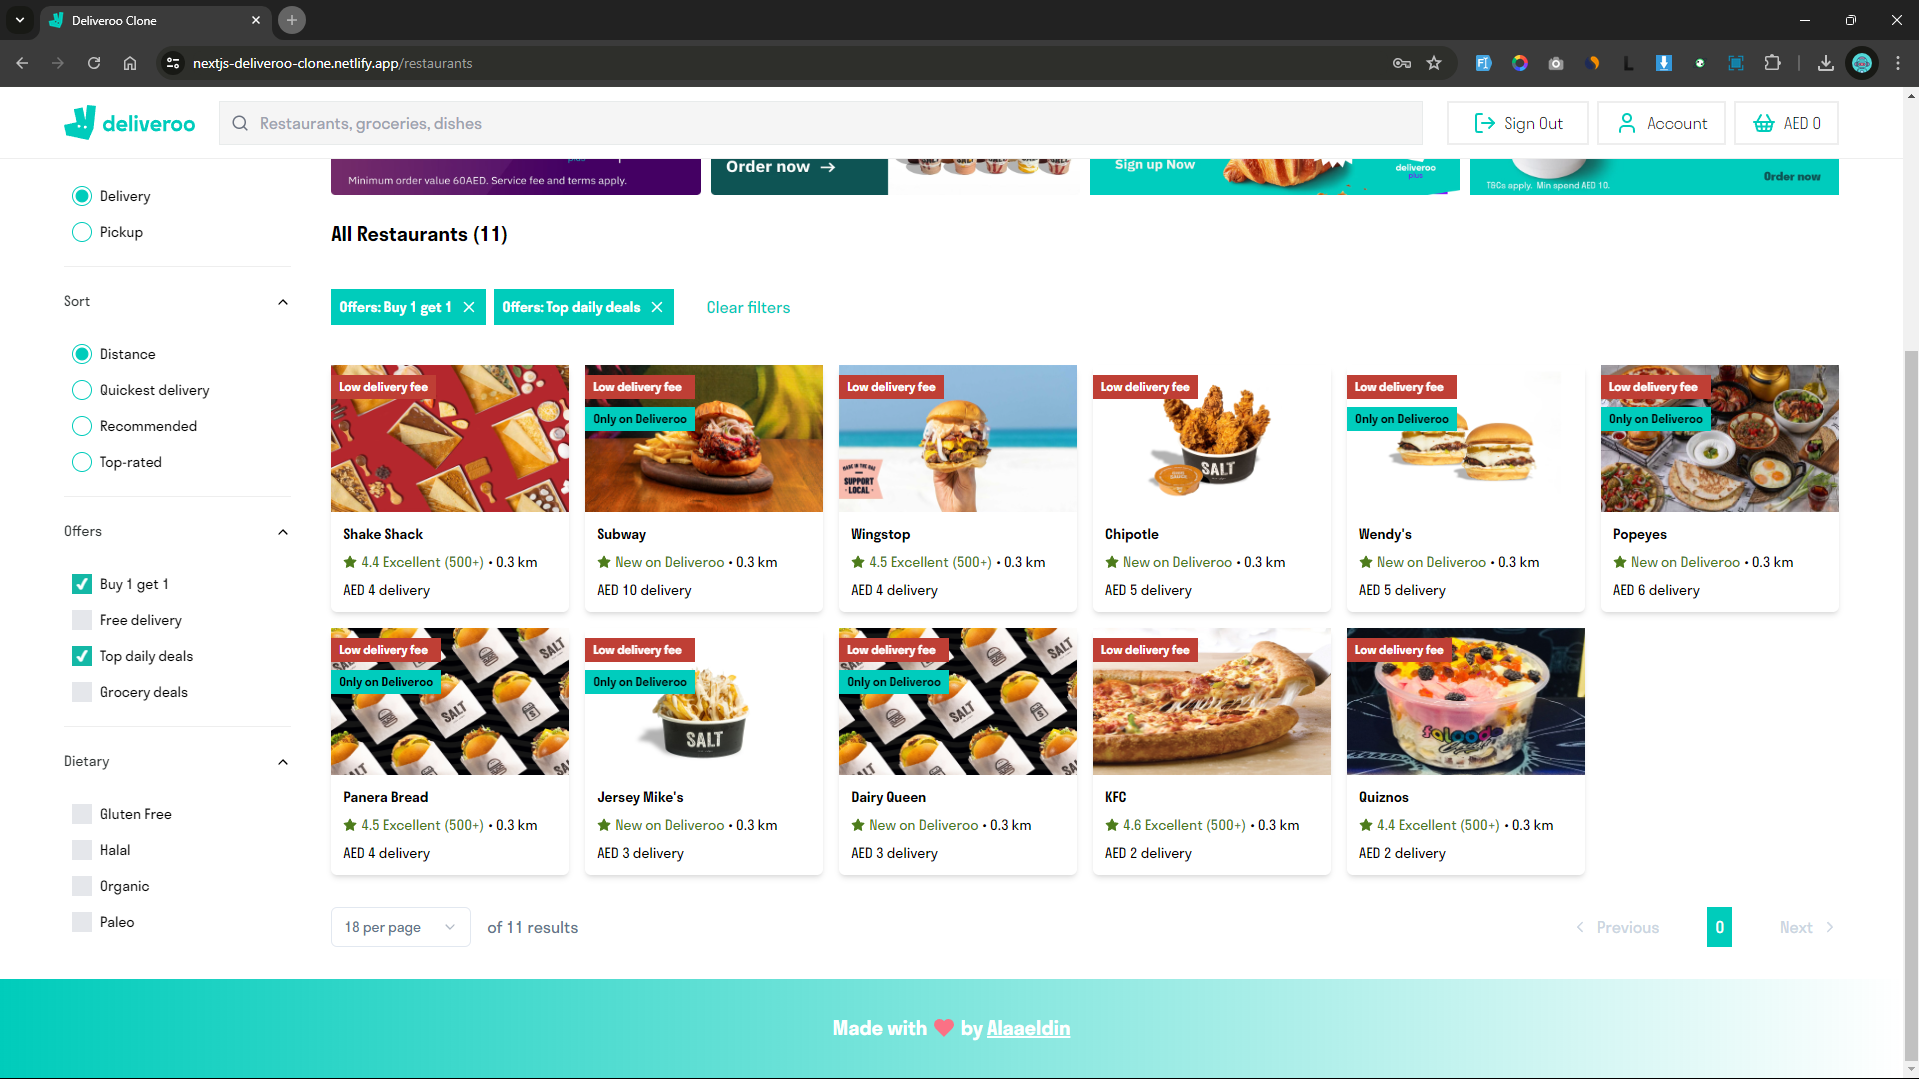 Deliveroo Clone
nextjs-deliveroo-clone.netlify.app/restaurants
deliveroo
Restaurants, groceries, dishes
Sign Out
Account
AED 0
Minimum order value 60AED. Service fee and terms apply.
Order now →
Sign up Now
deliveroo
plus
T&Cs apply. Min spend AED 10.
Order now
Delivery
Pickup
Sort
Distance
Quickest delivery
Recommended
Top-rated
Offers
Buy 1 get 1
Free delivery
Top daily deals
Grocery deals
Dietary
Gluten Free
Halal
Organic
Paleo
All Restaurants (11)
Offers: Buy 1 get 1
Offers: Top daily deals
Clear filters
Low delivery fee
Shake Shack
4.4 Excellent (500+) • 0.3 km
AED 4 delivery
Low delivery fee
Only on Deliveroo
Subway
New on Deliveroo • 0.3 km
AED 10 delivery
Low delivery fee
MADE IN THE UAE
SUPPORT
LOCAL
Wingstop
4.5 Excellent (500+) • 0.3 km
AED 4 delivery
Low delivery fee
SALT
Chipotle
New on Deliveroo • 0.3 km
AED 5 delivery
Low delivery fee
Only on Deliveroo
Wendy's
New on Deliveroo • 0.3 km
AED 5 delivery
Low delivery fee
Only on Deliveroo
Popeyes
New on Deliveroo • 0.3 km
AED 6 delivery
Low delivery fee
Only on Deliveroo
SALT
Panera Bread
4.5 Excellent (500+) • 0.3 km
AED 4 delivery
Low delivery fee
Only on Deliveroo
SALT
Jersey Mike's
New on Deliveroo • 0.3 km
AED 3 delivery
Low delivery fee
Only on Deliveroo
SALT
Dairy Queen
New on Deliveroo • 0.3 km
AED 3 delivery
Low delivery fee
KFC
4.6 Excellent (500+) • 0.3 km
AED 2 delivery
Low delivery fee
Quiznos
4.4 Excellent (500+) • 0.3 km
AED 2 delivery
18 per page
of 11 results
Previous
0
Next
Made with ❤ by Alaaeldin